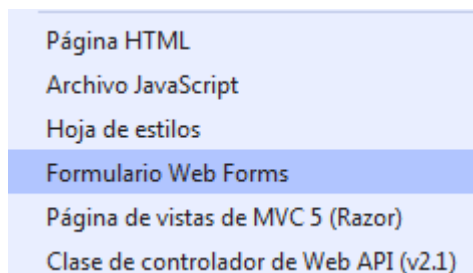 Página HTML
Archivo JavaScript
Hoja de estilos
Formulario Web Forms
Página de vistas de MVC 5 (Razor)
Clase de controlador de Web API (v2.1)